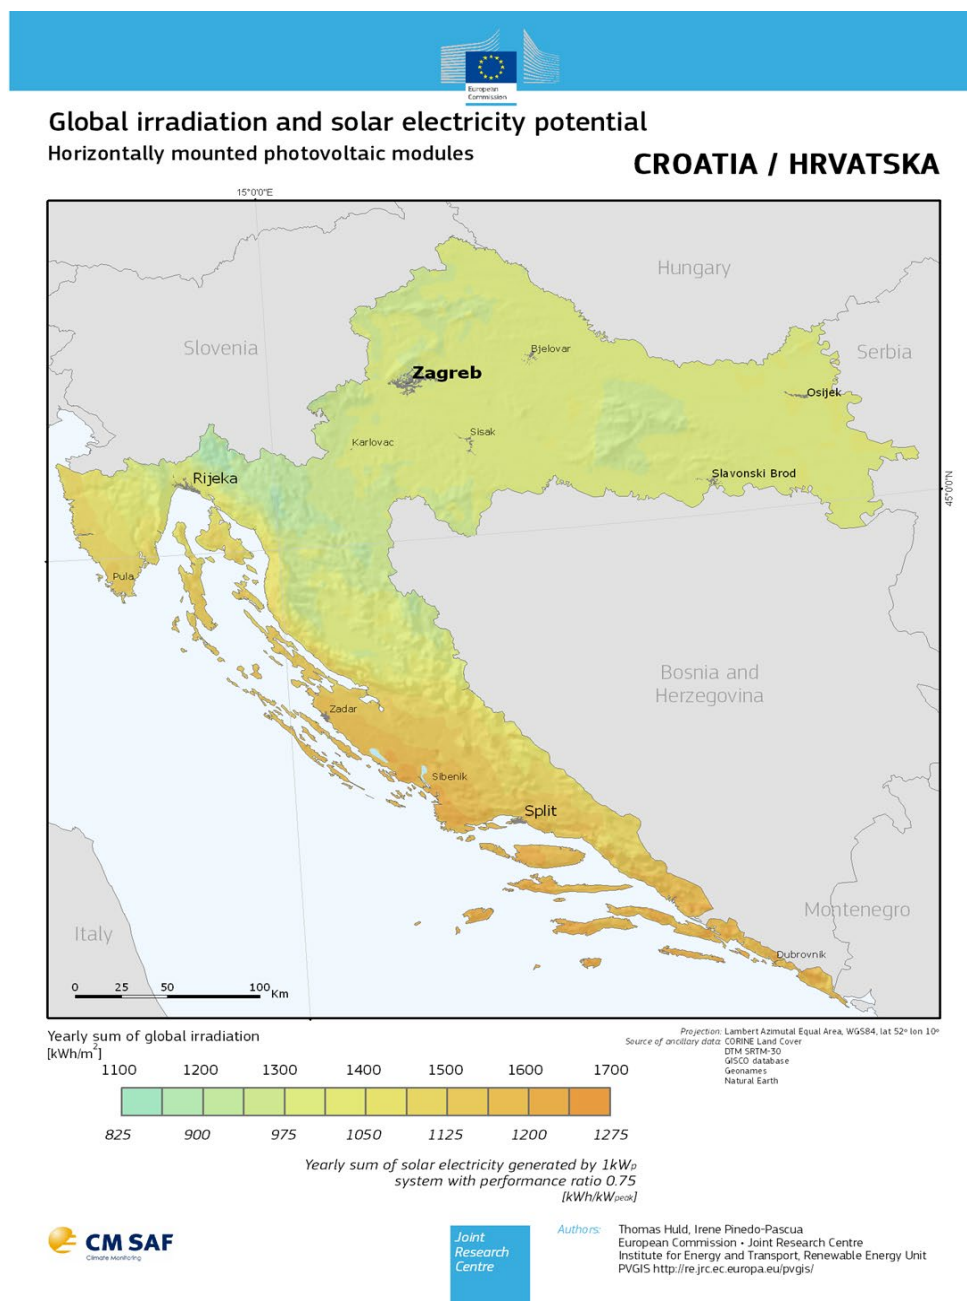 European
Commission
Global irradiation and solar electricity potential
Horizontally mounted photovoltaic modules
CROATIA / HRVATSKA
15°0'0"E
Hungary
Slovenia
Serbia
Bjelovar
Zagreb
Osijek
Sisak
Karlovac
Slavonski Brod
Rijeka
45°0'0"N
Pula
Bosnia and
Herzegovina
Zadar
Sibenik
Split
Montenegro
Italy
Dubrovnik
0 25 50 100 Km
Yearly sum of global irradiation
[kWh/m²]
Projection: Lambert Azimutal Equal Area, WGS84, lat 52° lon 10°
Source of ancillary data: CORINE Land Cover
DTM SRTM-30
GISCO database
Geonames
Natural Earth
1100 1200 1300 1400 1500 1600 1700
825 900 975 1050 1125 1200 1275
Yearly sum of solar electricity generated by 1kWp
system with performance ratio 0.75
[kWh/kWpeak]
CM SAF
Climate Monitoring
Joint
Research
Centre
Authors: Thomas Huld, Irene Pinedo-Pascua
European Commission • Joint Research Centre
Institute for Energy and Transport, Renewable Energy Unit
PVGIS http://re.jrc.ec.europa.eu/pvgis/